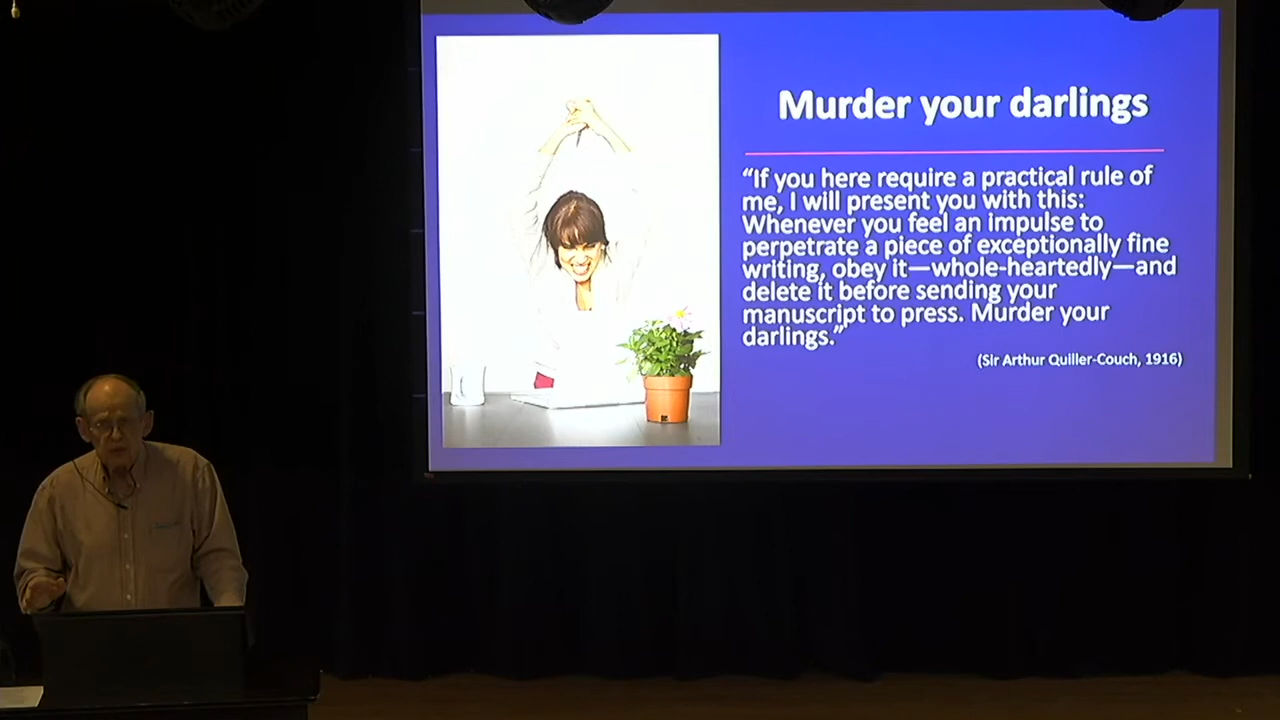 Murder your darlings
“If you here require a practical rule of
me, I will present you with this:
Whenever you feel an impulse to
perpetrate a piece of exceptionally fine
writing, obey it—whole-heartedly—and
delete it before sending your
manuscript to press. Murder your
darlings.”
(Sir Arthur Quiller-Couch, 1916)